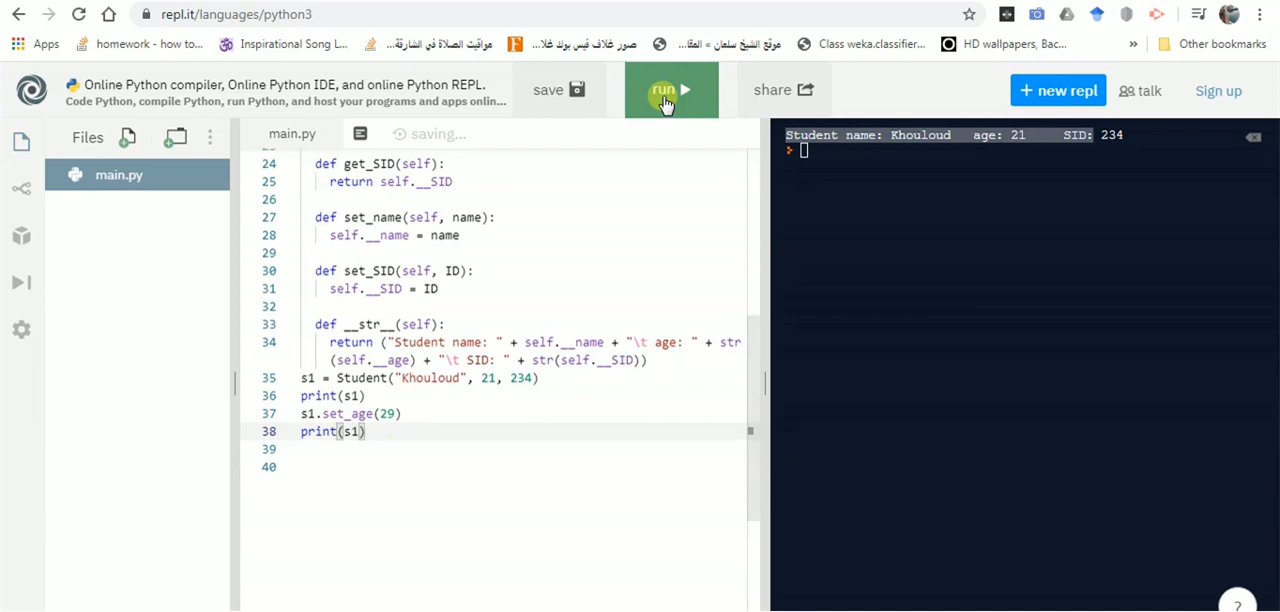 repl.it/languages/python3
Apps
homework - how to...
Inspirational Song L...
مواقيت الصلاة في الشارقة...
صور غلاف فيس بوك غلا...
موقع الشيخ سلمان » المقا...
Class weka.classifier...
HD wallpapers, Bac...
»
Other bookmarks
Online Python compiler, Online Python IDE, and online Python REPL.
Code Python, compile Python, run Python, and host your programs and apps onlin...
save
run
share
+ new repl
talk
Sign up
Files
main.py
main.py
saving...
24 def get_SID(self):
25 return self.__SID
26
27 def set_name(self, name):
28 self.__name = name
29
30 def set_SID(self, ID):
31 self.__SID = ID
32
33 def __str__(self):
34 return ("Student name: " + self.__name + "\t age: " + str
(self.__age) + "\t SID: " + str(self.__SID))
35 s1 = Student("Khouloud", 21, 234)
36 print(s1)
37 s1.set_age(29)
38 print(s1)
39
40
Student name: Khouloud age: 21 SID: 234
?